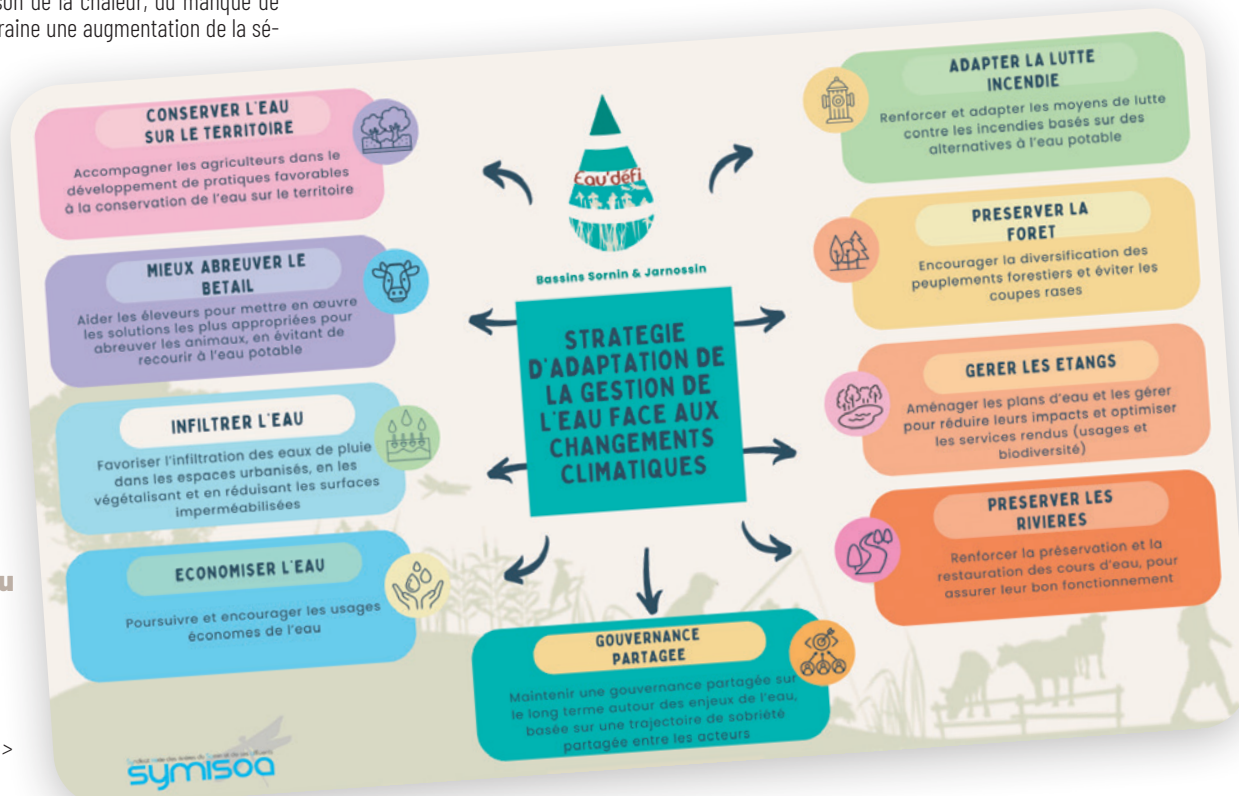 son de la chaleur, du manque de
raine une augmentation de la sé-
CONSERVER L'EAU
SUR LE TERRITOIRE
Accompagner les agriculteurs dans le
développement de pratiques favorables
à la conservation de l'eau sur le territoire
MIEUX ABREUVER LE
BETAIL
Aider les éleveurs pour mettre en œuvre
les solutions les plus appropriées pour
abreuver les animaux, en évitant de
recourir à l'eau potable
INFILTRER L'EAU
Favoriser l'infiltration des eaux de pluie
dans les espaces urbanisés, en les
végétalisant et en réduisant les surfaces
imperméabilisées
ECONOMISER L'EAU
Poursuivre et encourager les usages
économes de l'eau
Eau'défi
Bassins Sornin & Jarnossin
STRATEGIE
D'ADAPTATION DE
LA GESTION DE
L'EAU FACE AUX
CHANGEMENTS
CLIMATIQUES
GOUVERNANCE
PARTAGEE
Maintenir une gouvernance partagée sur
le long terme autour des enjeux de l'eau,
basée sur une trajectoire de sobriété
partagée entre les acteurs
ADAPTER LA LUTTE
INCENDIE
Renforcer et adapter les moyens de lutte
contre les incendies basés sur des
alternatives à l'eau potable
PRESERVER LA
FORET
Encourager la diversification des
peuplements forestiers et éviter les
coupes rases
GERER LES ETANGS
Aménager les plans d'eau et les gérer
pour réduire leurs impacts et optimiser
les services rendus (usages et
biodiversité)
PRESERVER LES
RIVIERES
Renforcer la préservation et la
restauration des cours d'eau, pour
assurer leur bon fonctionnement
u
>
symisoa